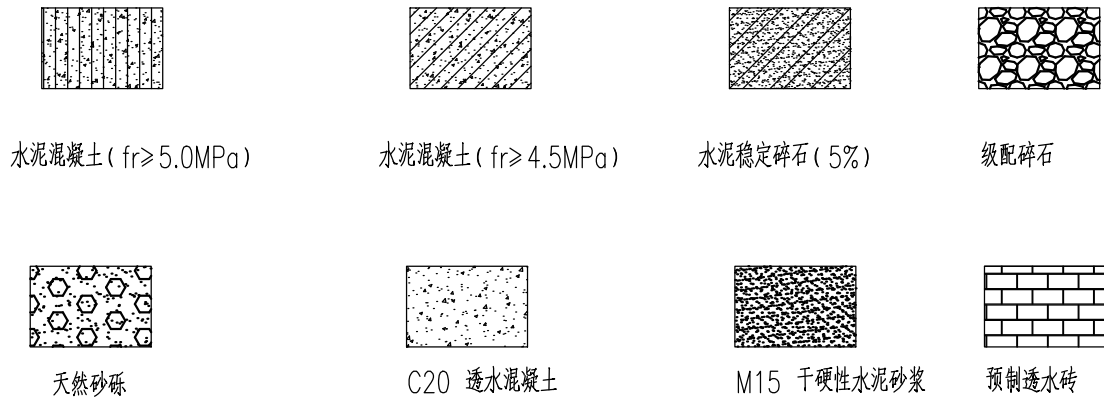 水泥混凝土(fr≥5.0MPa)
水泥混凝土(fr≥4.5MPa)
水泥稳定碎石(5%)
级配碎石
天然砂砾
C20 透水混凝土
M15 干硬性水泥砂浆
预制透水砖